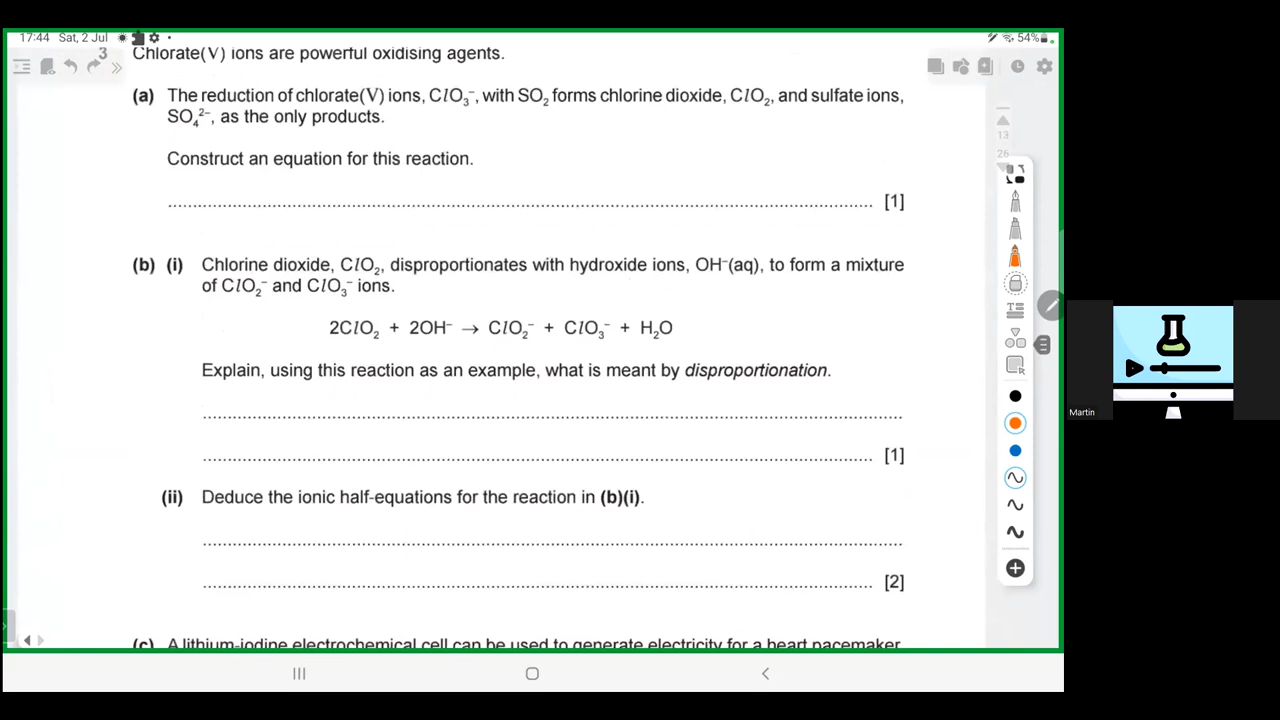 17:44 Sat, 2 Jul
54%
3
Chlorate(V) ions are powerful oxidising agents.
(a) The reduction of chlorate(V) ions, ClO₃⁻, with SO₂ forms chlorine dioxide, ClO₂, and sulfate ions,
SO₄²⁻, as the only products.
Construct an equation for this reaction.
[1]
13
26
(b) (i) Chlorine dioxide, ClO₂, disproportionates with hydroxide ions, OH⁻(aq), to form a mixture
of ClO₂⁻ and ClO₃⁻ ions.
2ClO₂ + 2OH⁻ → ClO₂⁻ + ClO₃⁻ + H₂O
Explain, using this reaction as an example, what is meant by disproportionation.
[1]
Martin
(ii) Deduce the ionic half-equations for the reaction in (b)(i).
[2]
(c) A lithium-iodine electrochemical cell can be used to generate electricity for a heart pacemaker.